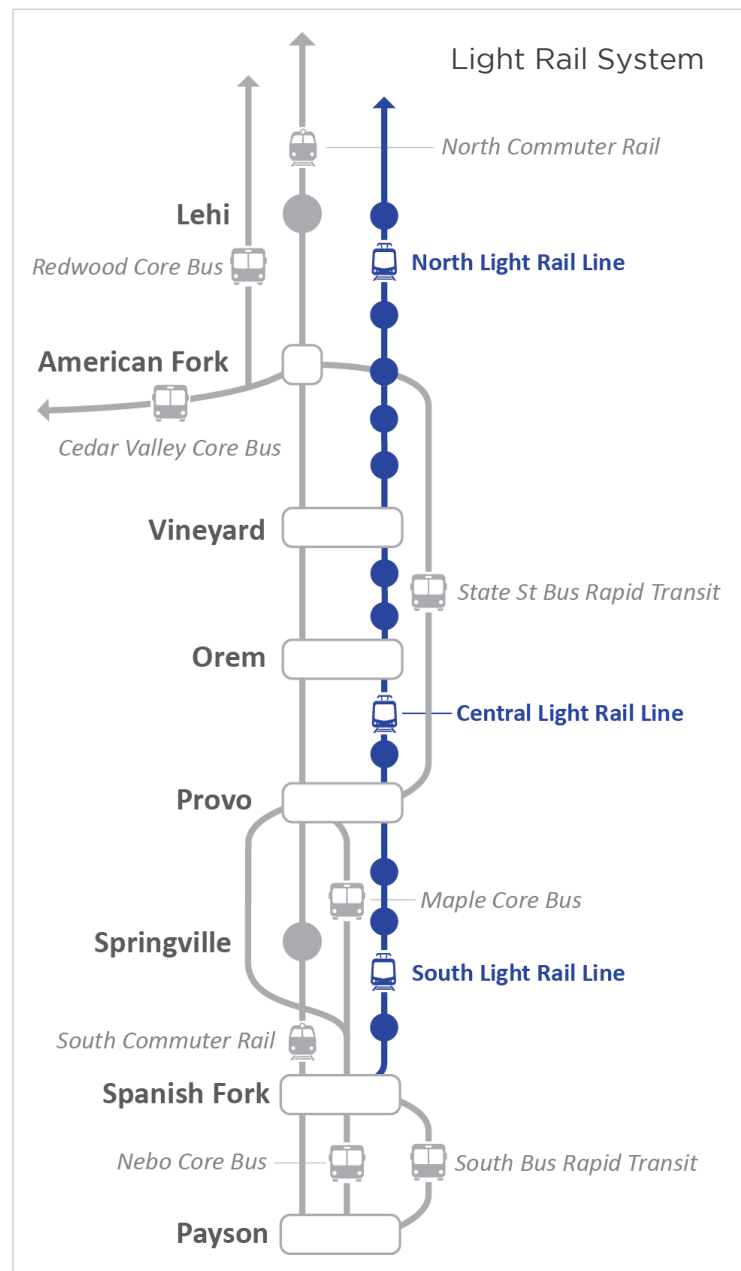 Light Rail System
North Commuter Rail
Lehi
Redwood Core Bus
North Light Rail Line
American Fork
Cedar Valley Core Bus
Vineyard
State St Bus Rapid Transit
Orem
Central Light Rail Line
Provo
Maple Core Bus
Springville
South Light Rail Line
South Commuter Rail
Spanish Fork
Nebo Core Bus
South Bus Rapid Transit
Payson